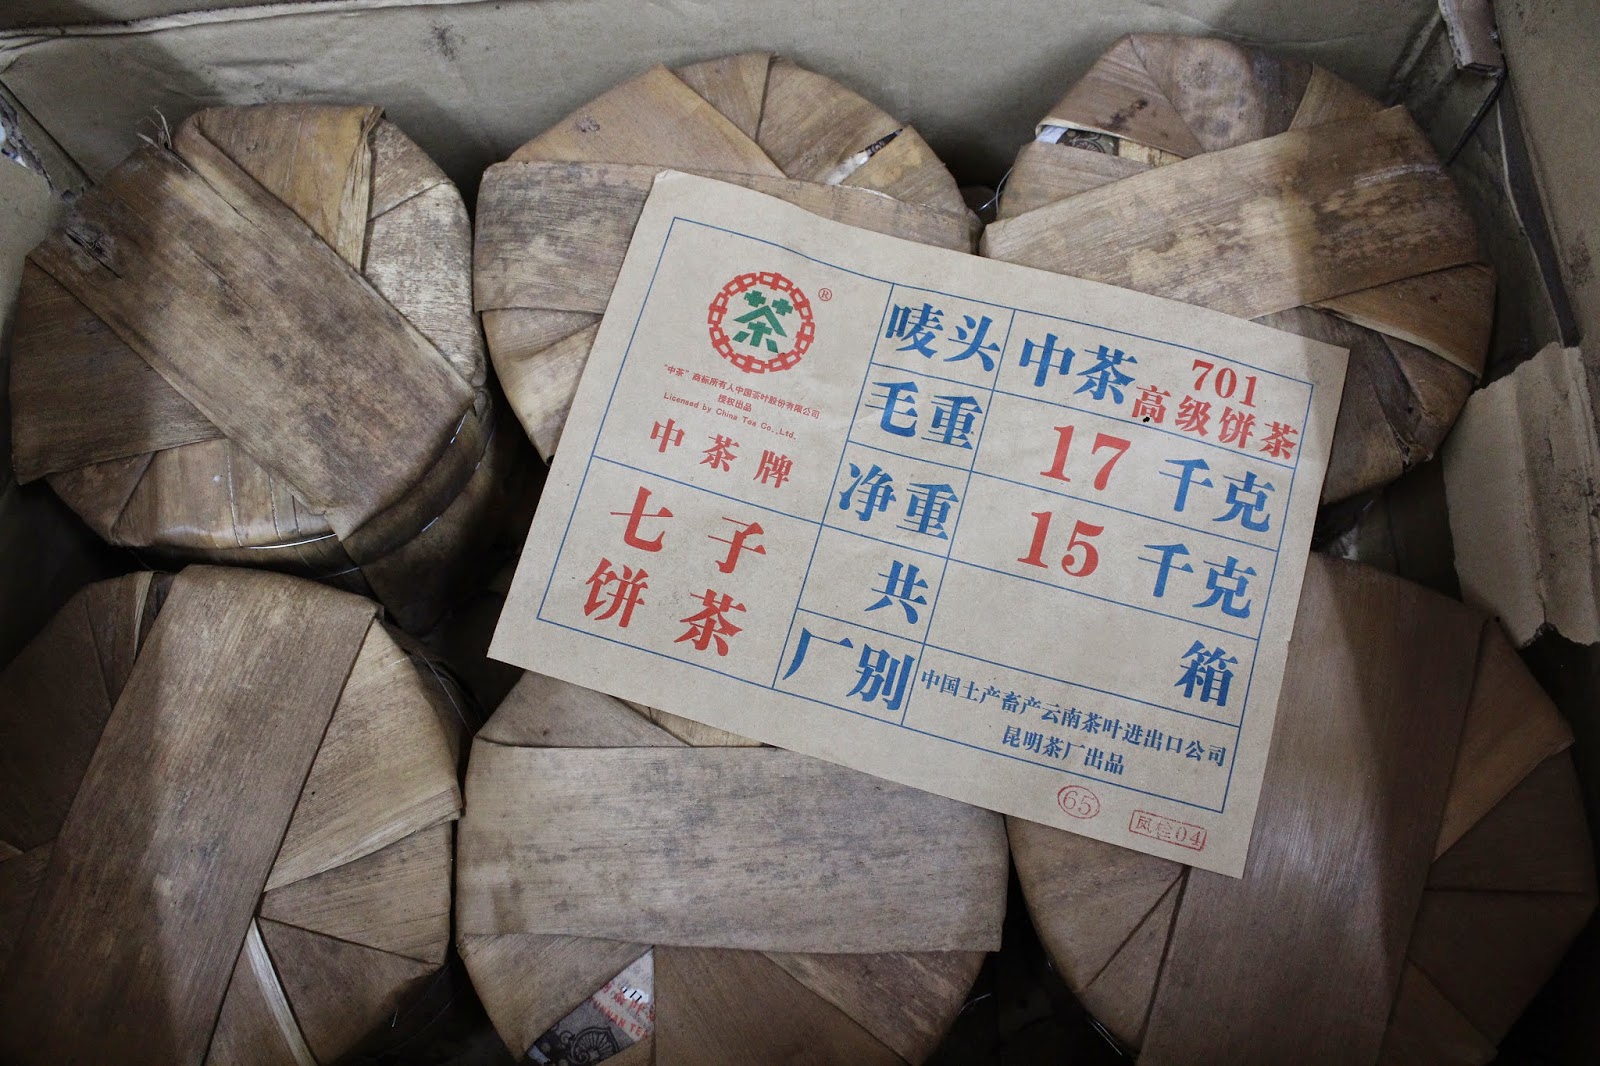 茶
®
"中茶"商标所有人中国茶叶股份有限公司
授权出品
Licensed by China Tea Co.,Ltd.
中茶牌
七子
饼茶
唛头 中茶 701
高级饼茶
毛重 17 千克
净重 15 千克
共 箱
厂别 中国土产畜产云南茶叶进出口公司
昆明茶厂出品
65